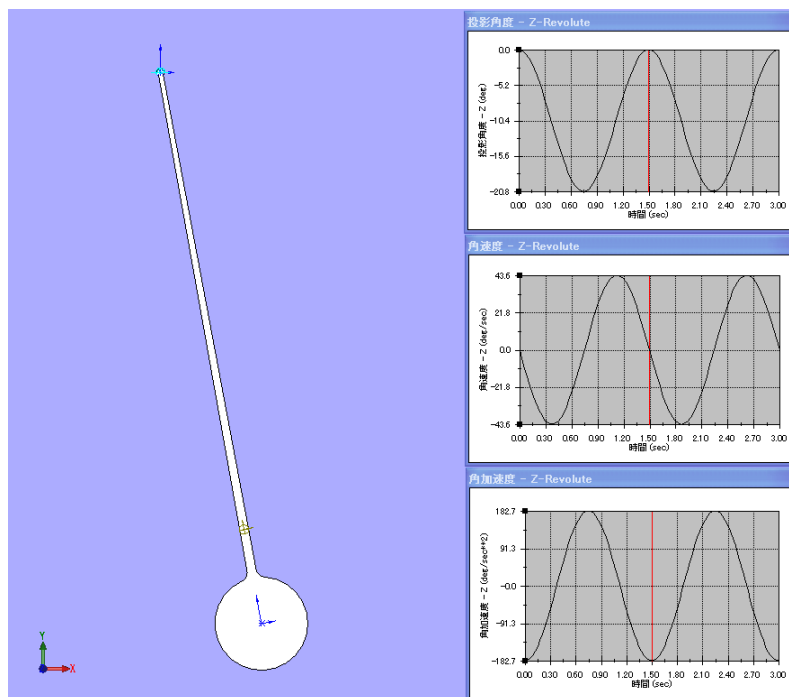 投影角度 - Z-Revolute
投影角度 - Z (deg)
0.0
-5.2
-10.4
-15.6
-20.8
0.00 0.30 0.60 0.90 1.20 1.50 1.80 2.10 2.40 2.70 3.00
時間 (sec)
角速度 - Z-Revolute
角速度 - Z (deg/sec)
43.6
21.8
0.0
-21.8
-43.6
0.00 0.30 0.60 0.90 1.20 1.50 1.80 2.10 2.40 2.70 3.00
時間 (sec)
角加速度 - Z-Revolute
角加速度 - Z (deg/sec**2)
182.7
91.3
-0.0
-91.3
-182.7
0.00 0.30 0.60 0.90 1.20 1.50 1.80 2.10 2.40 2.70 3.00
時間 (sec)
Y
X